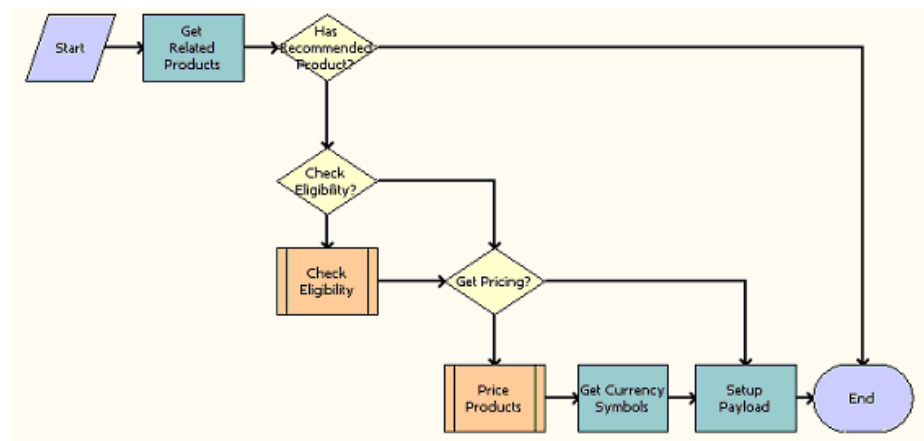 Start
Get
Related
Products
Has
Recommended
Product?
Check
Eligibility?
Check
Eligibility
Get Pricing?
Price
Products
Get Currency
Symbols
Setup
Payload
End